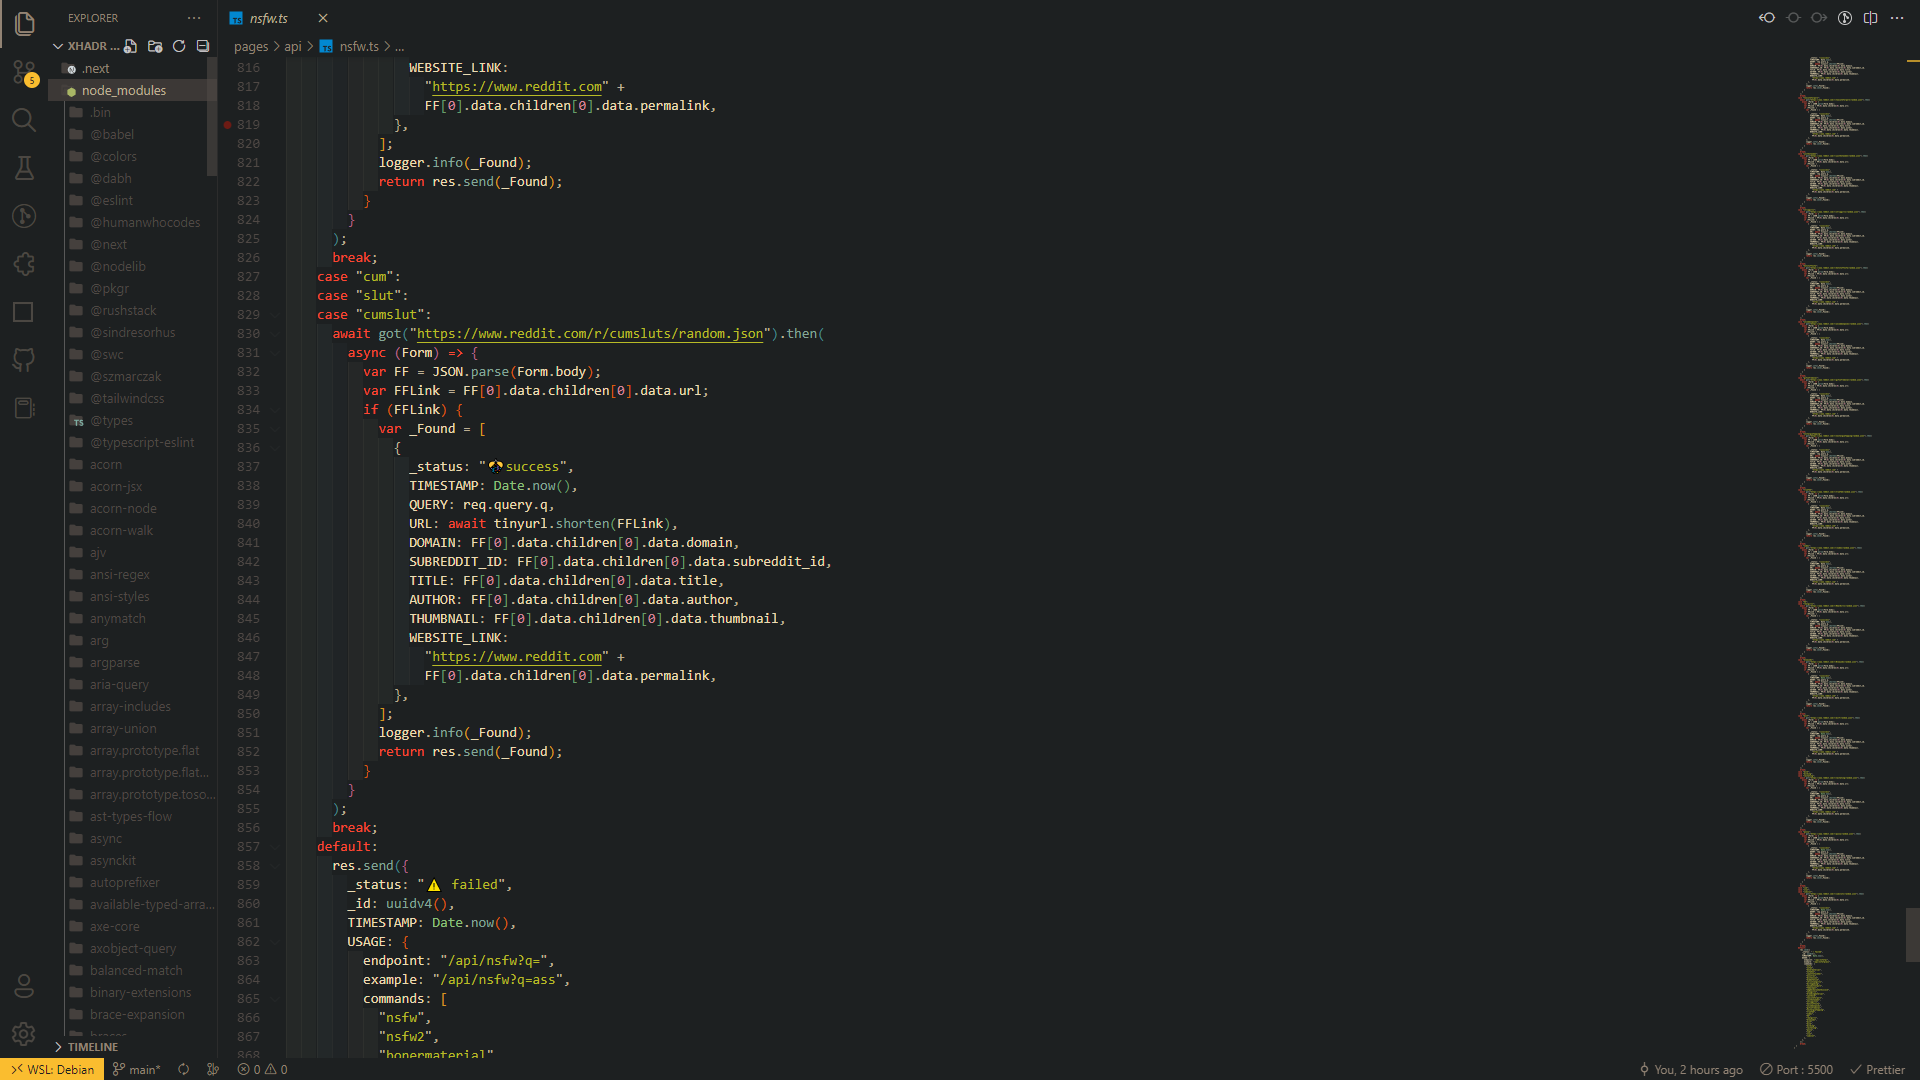 EXPLORER
nsfw.ts
XHADR ...
pages > api > nsfw.ts > ...
.next
node_modules
.bin
@babel
@colors
@dabh
@eslint
@humanwhocodes
@next
@nodelib
@pkgr
@rushstack
@sindresorhus
@swc
@szmarczak
@tailwindcss
@types
@typescript-eslint
acorn
acorn-jsx
acorn-node
acorn-walk
ajv
ansi-regex
ansi-styles
anymatch
arg
argparse
aria-query
array-includes
array-union
array.prototype.flat
array.prototype.flat...
array.prototype.toso...
ast-types-flow
async
asynckit
autoprefixer
available-typed-arra...
axe-core
axobject-query
balanced-match
binary-extensions
brace-expansion
braces
TIMELINE
5
816 WEBSITE_LINK:
817 "https://www.reddit.com" +
818 FF[0].data.children[0].data.permalink,
819 },
820 ];
821 logger.info(_Found);
822 return res.send(_Found);
823 }
824 }
825 );
826 break;
827 case "cum":
828 case "slut":
829 case "cumslut":
830 await got("https://www.reddit.com/r/cumsluts/random.json").then(
831 async (Form) => {
832 var FF = JSON.parse(Form.body);
833 var FFLink = FF[0].data.children[0].data.url;
834 if (FFLink) {
835 var _Found = [
836 {
837 _status: "success",
838 TIMESTAMP: Date.now(),
839 QUERY: req.query.q,
840 URL: await tinyurl.shorten(FFLink),
841 DOMAIN: FF[0].data.children[0].data.domain,
842 SUBREDDIT_ID: FF[0].data.children[0].data.subreddit_id,
843 TITLE: FF[0].data.children[0].data.title,
844 AUTHOR: FF[0].data.children[0].data.author,
845 THUMBNAIL: FF[0].data.children[0].data.thumbnail,
846 WEBSITE_LINK:
847 "https://www.reddit.com" +
848 FF[0].data.children[0].data.permalink,
849 },
850 ];
851 logger.info(_Found);
852 return res.send(_Found);
853 }
854 }
855 );
856 break;
857 default:
858 res.send({
859 _status: "⚠ failed",
860 _id: uuidv4(),
861 TIMESTAMP: Date.now(),
862 USAGE: {
863 endpoint: "/api/nsfw?q=",
864 example: "/api/nsfw?q=ass",
865 commands: [
866 "nsfw",
867 "nsfw2",
868 "bonermaterial"
WSL: Debian main* 0 0 You, 2 hours ago Port : 5500 Prettier